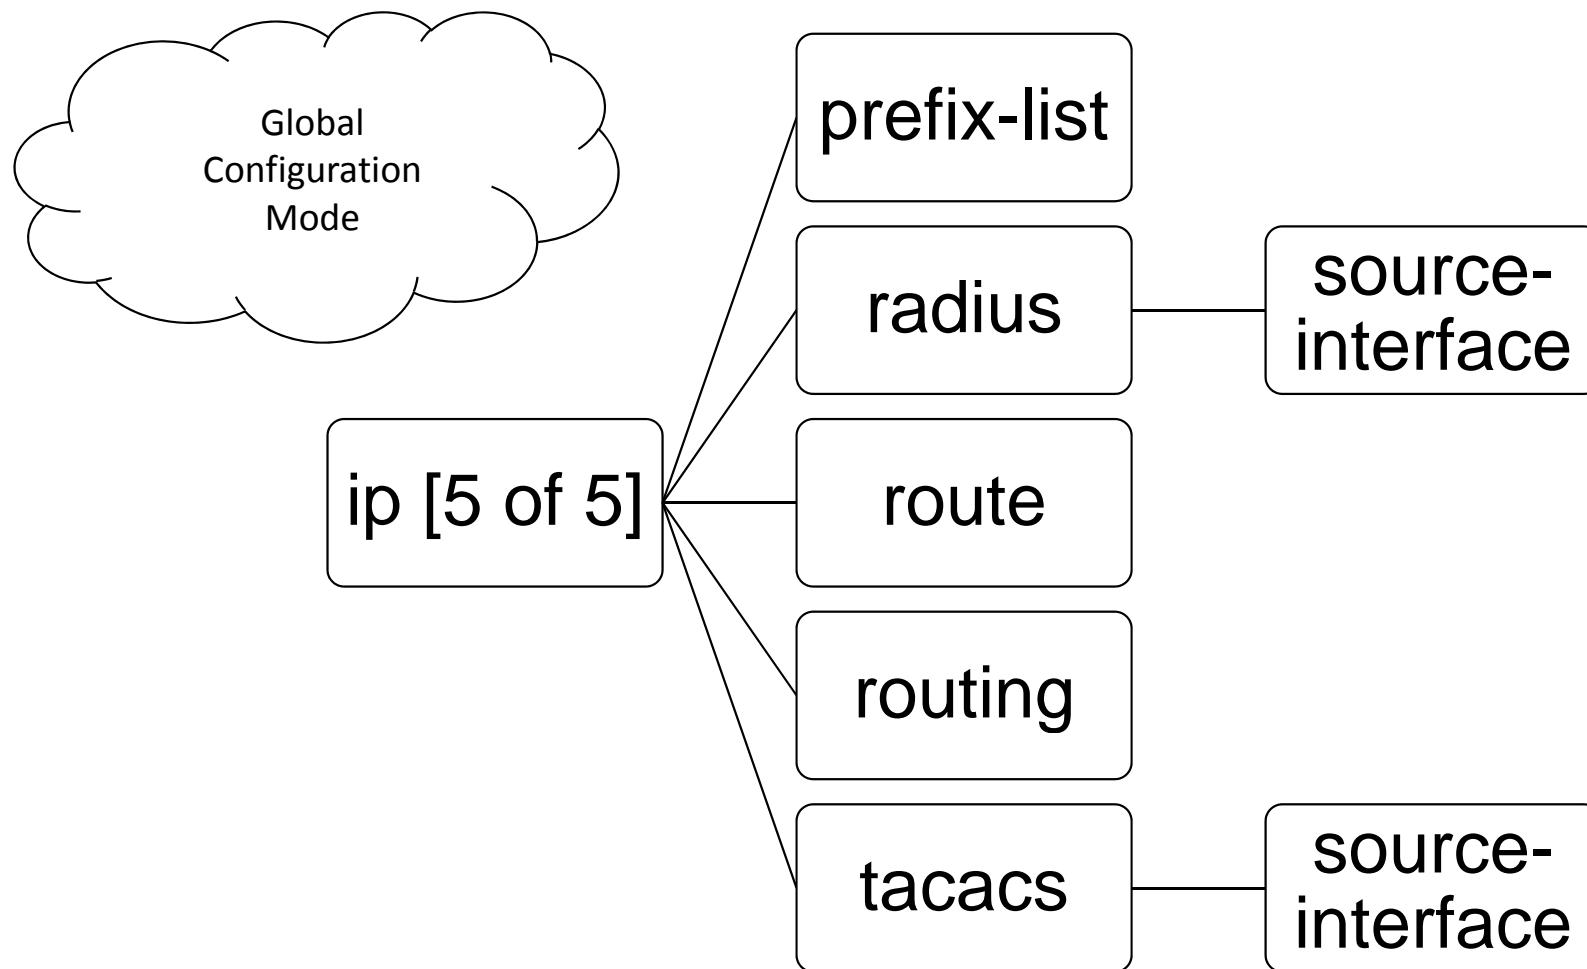 Global
Configuration
Mode
ip [5 of 5]
prefix-list
radius
source-
interface
route
routing
tacacs
source-
interface